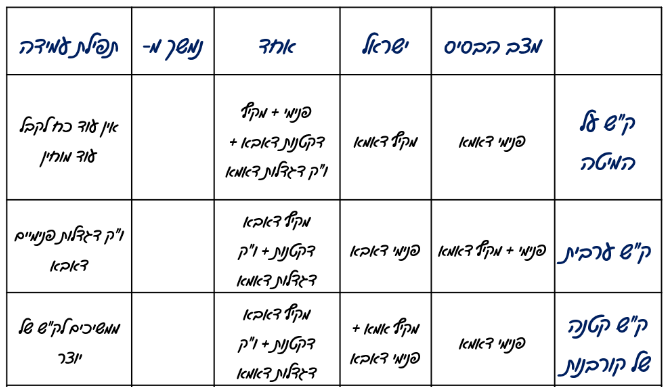 מצב הבסיס
ישראל
אחד
נמשך מ-
תפילת עמידה
ק"ש על
המיטה
פנימי דאמא
מקיף דאמא
פנימי + מקיף
דקטנות דאבא +
ו"ק דגדלות דאמא
אין עוד כח לקבל
עוד מוחין
ק"ש ערבית
פנימי + מקיף דאמא
פנימי דאבא
מקיף דאבא
דקטנות + ו"ק
דגדלות דאמא
ו"ק דגדלות פנימיים
דאבא
ק"ש קטנה
של קורבנות
פנימי דאמא
מקיף אמא +
פנימי דאבא
מקיף דאבא
דקטנות + ו"ק
דגדלות דאמא
ממשיכים לק"ש של
יוצר